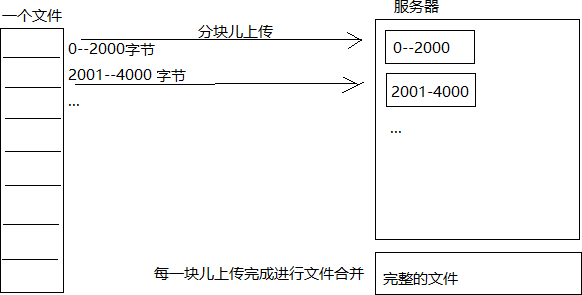 一个文件
服务器
分块儿上传
0--2000字节
0--2000
2001--4000 字节
2001-4000
...
...
每一块儿上传完成进行文件合并
完整的文件